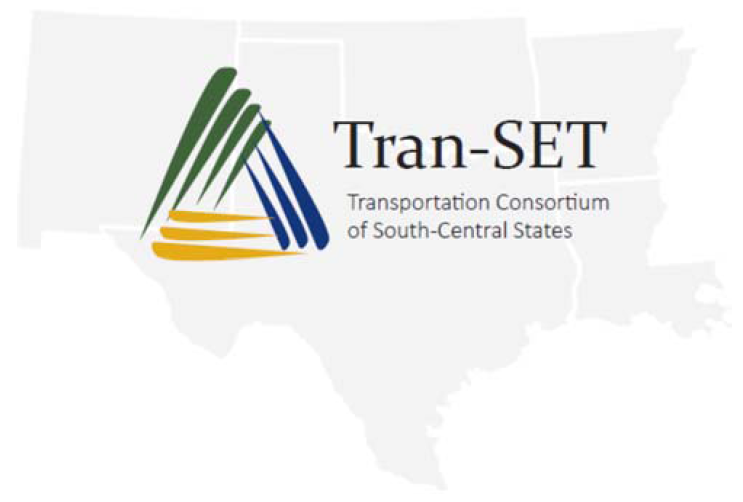 Tran-SET
Transportation Consortium
of South-Central States